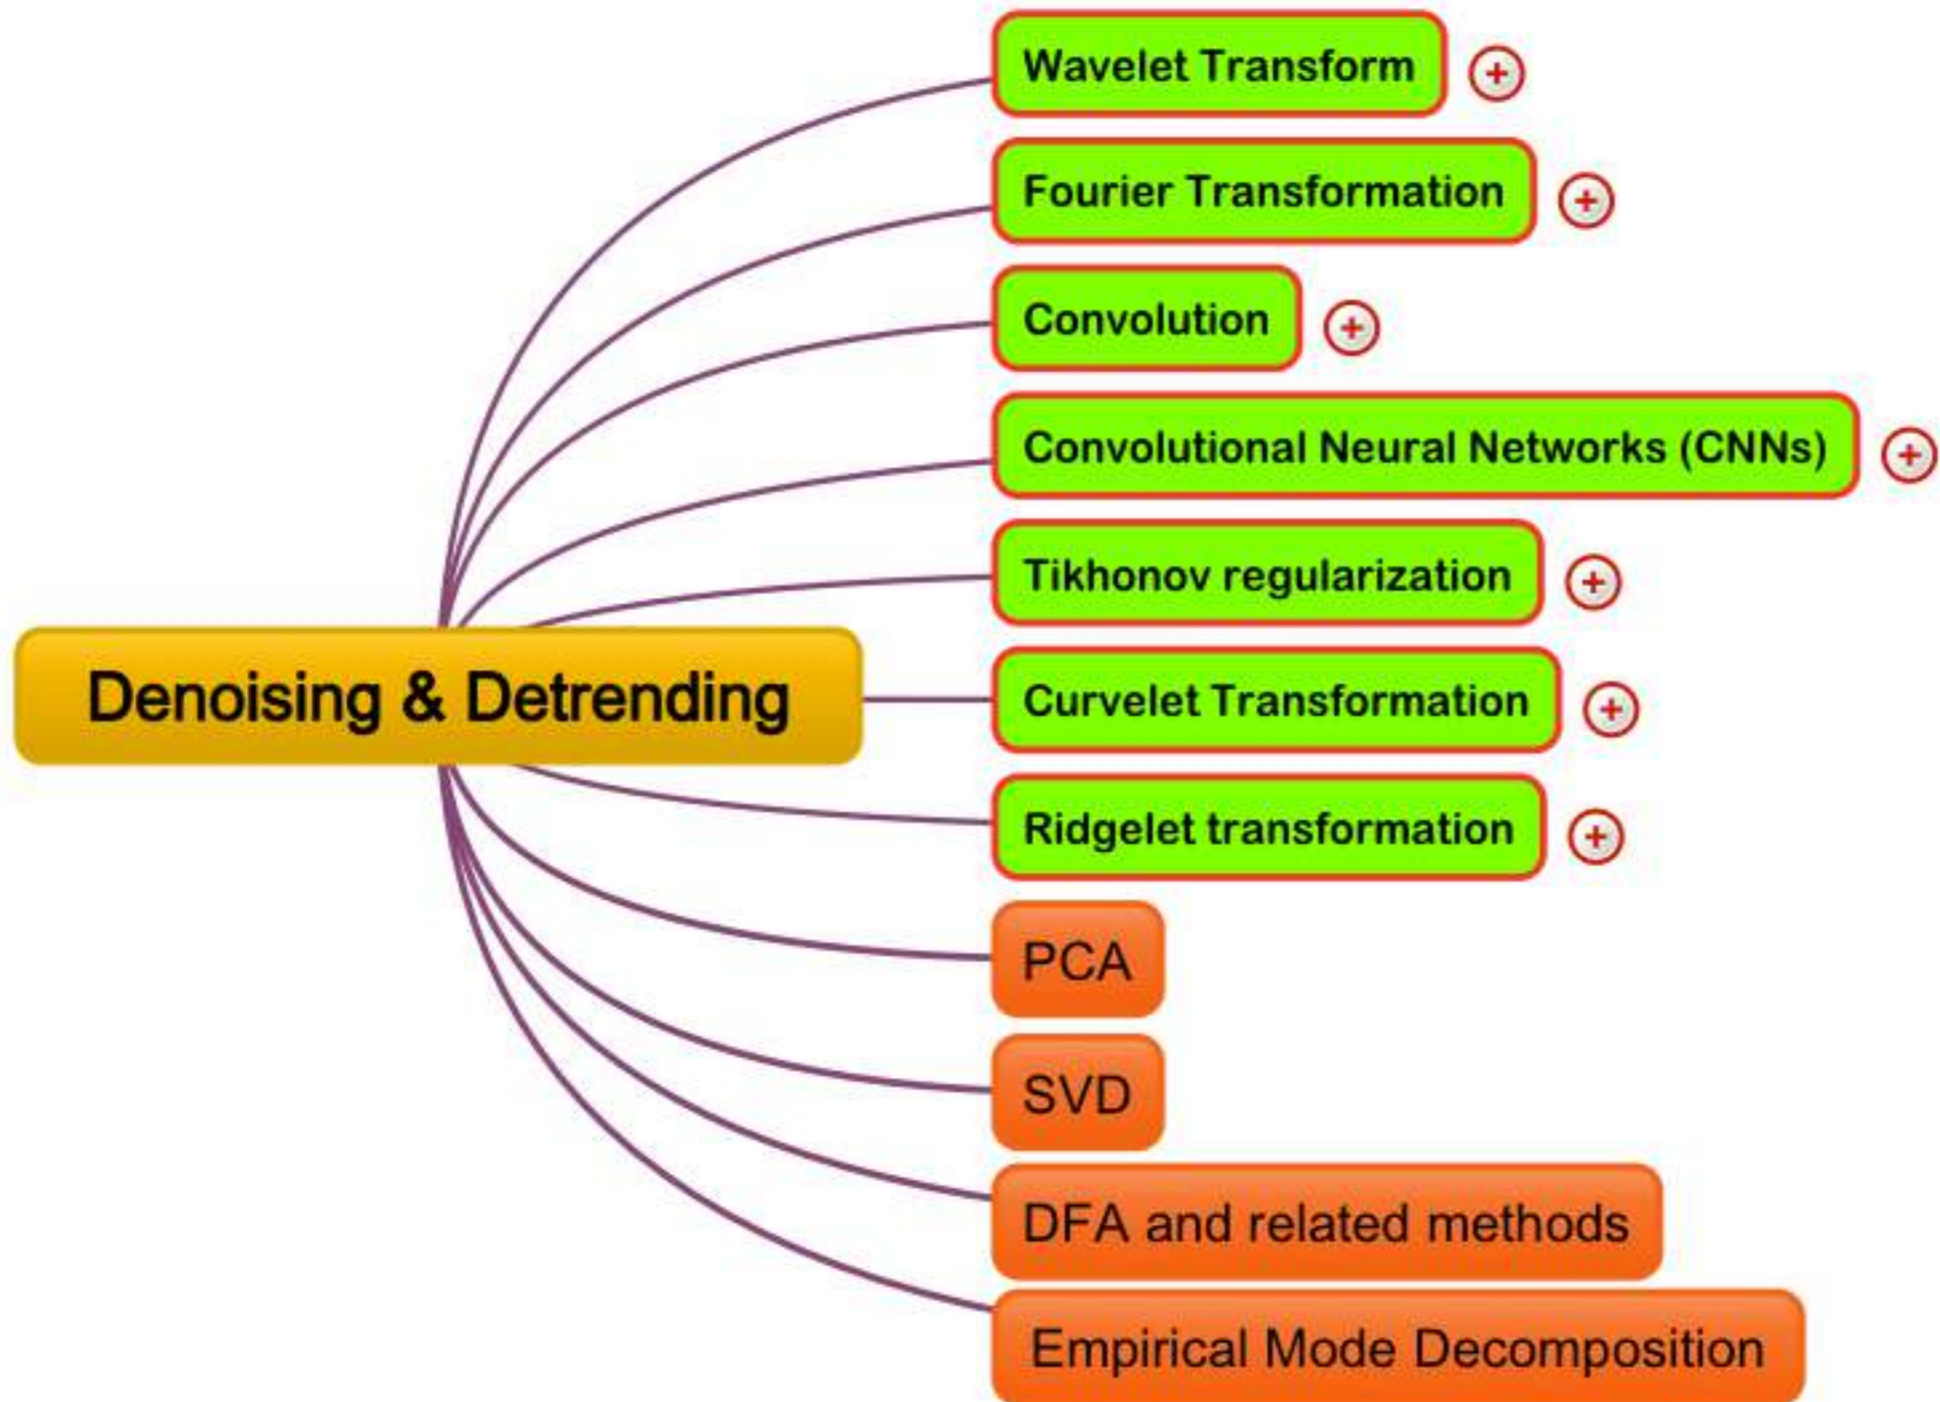 Wavelet Transform
Fourier Transformation
Convolution
Convolutional Neural Networks (CNNs)
Tikhonov regularization
Denoising & Detrending
Curvelet Transformation
Ridgelet transformation
PCA
SVD
DFA and related methods
Empirical Mode Decomposition